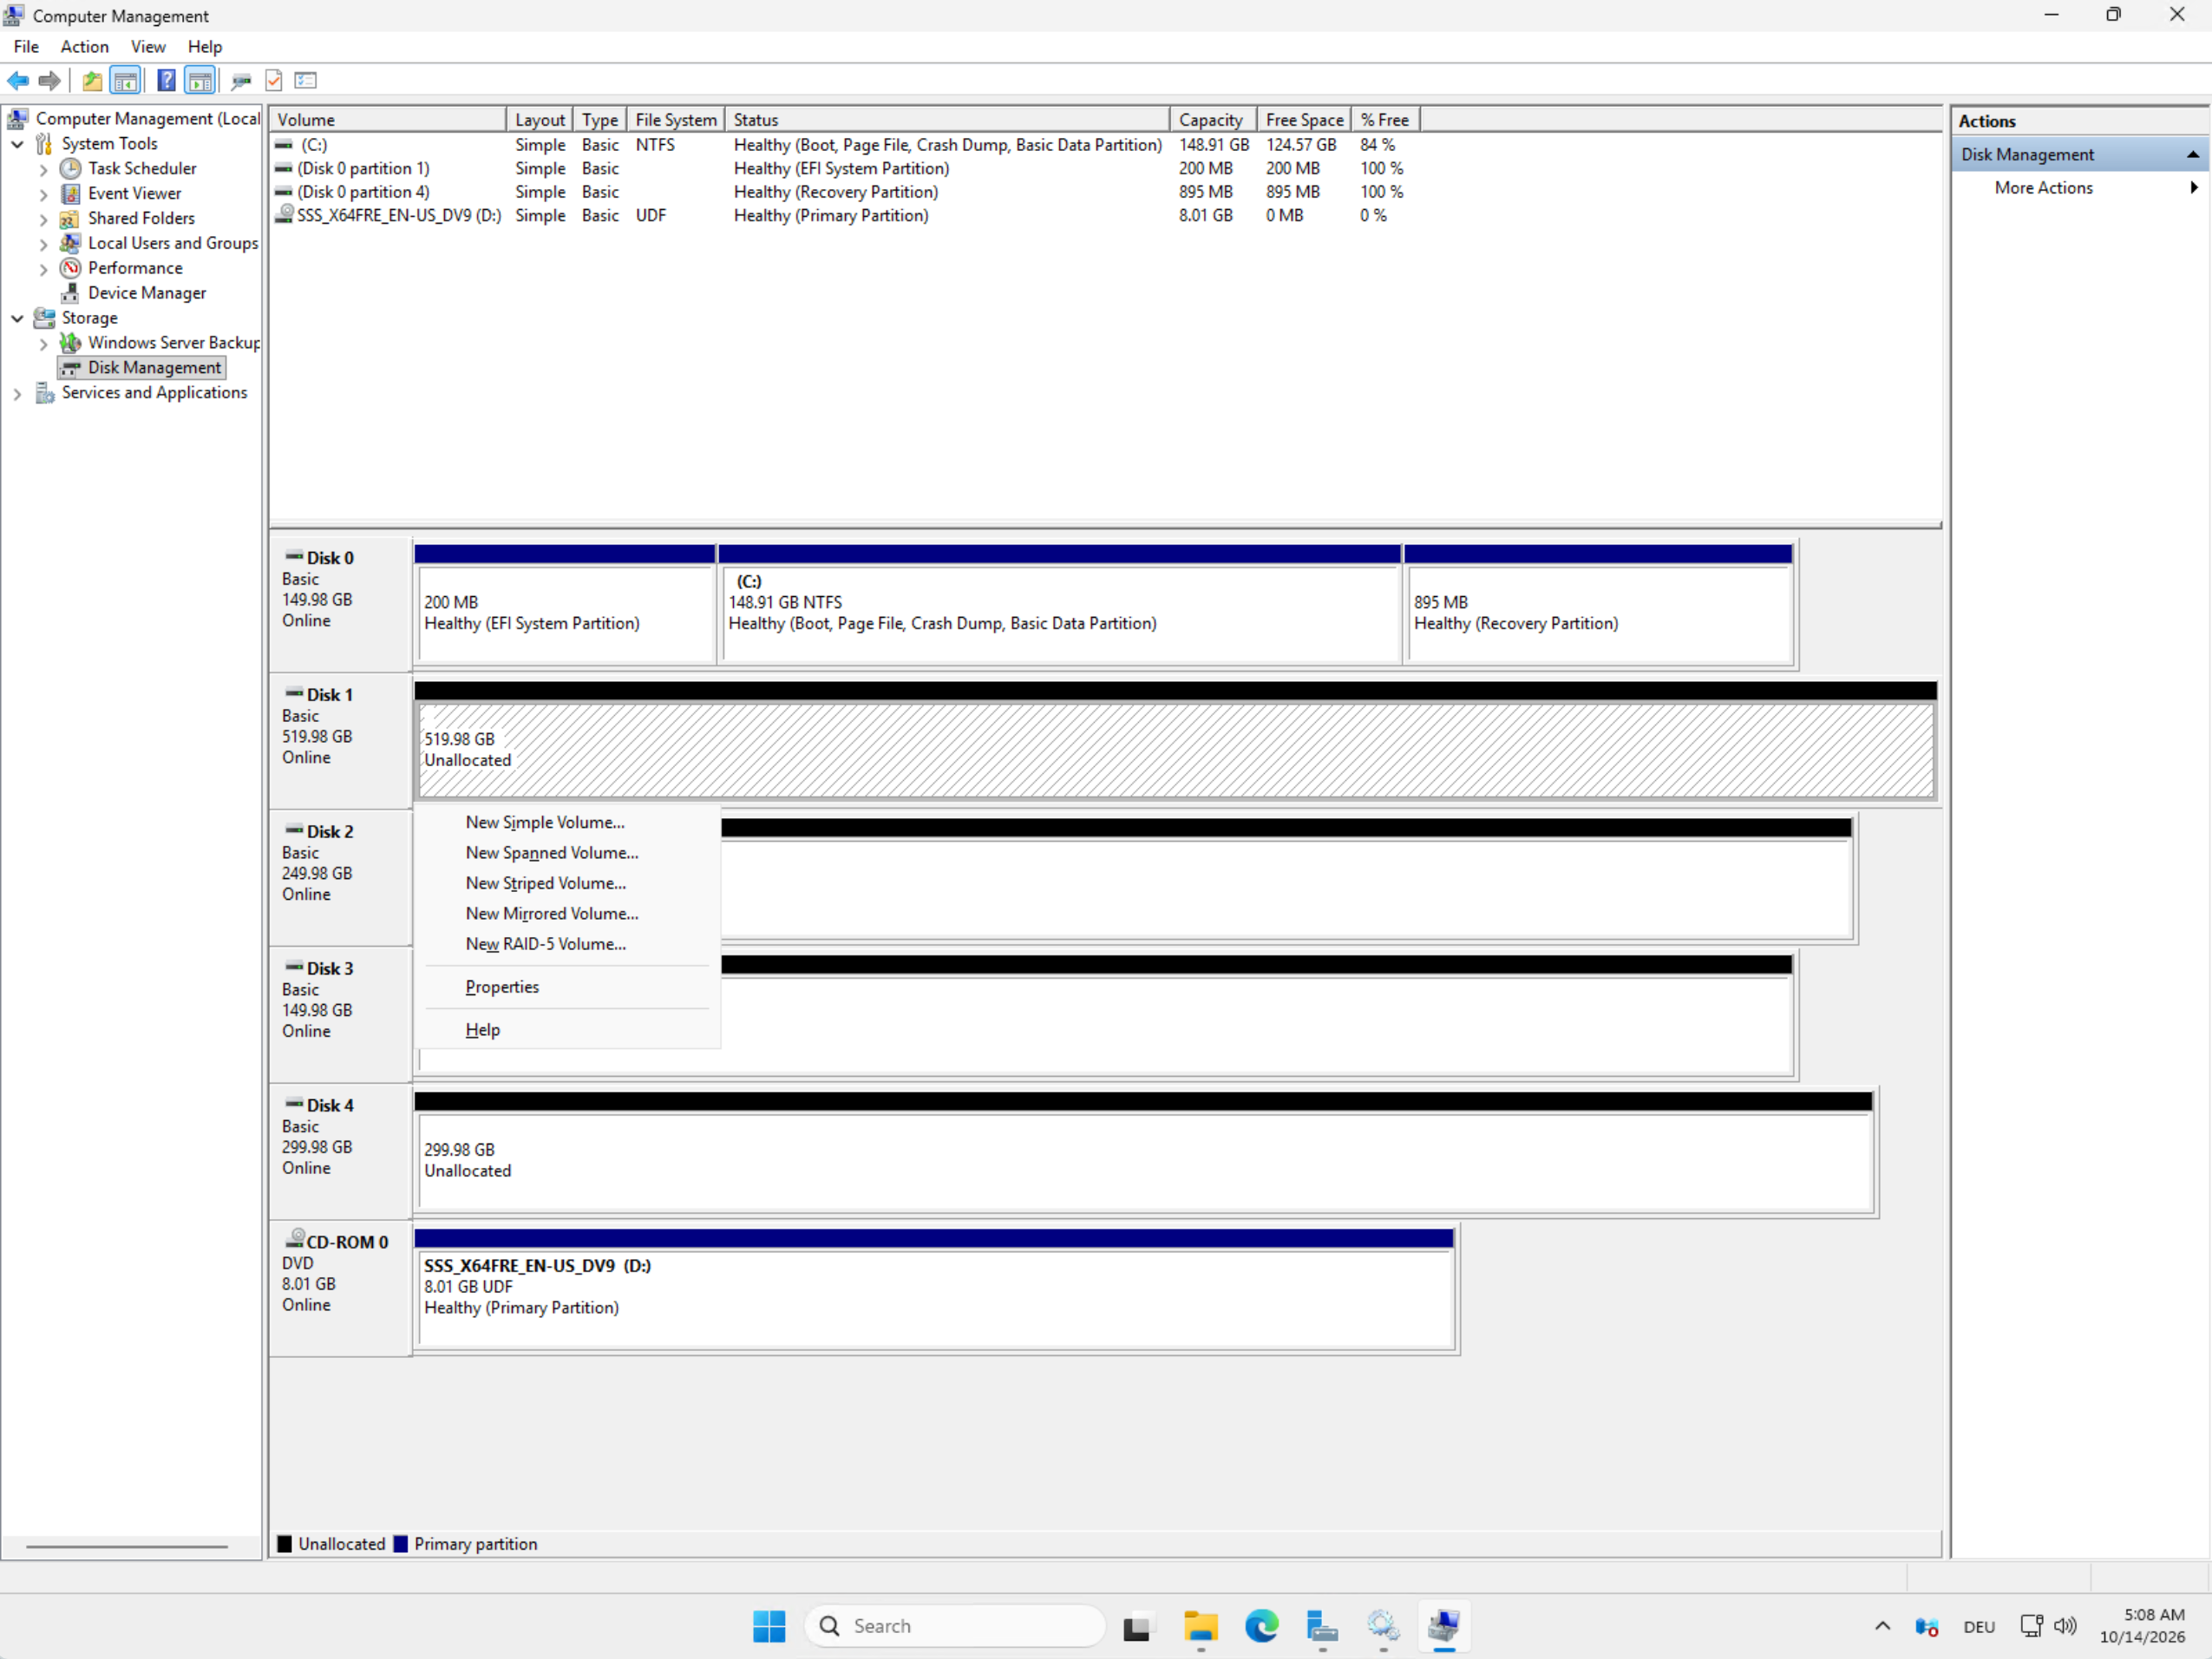 Computer Management
File Action View Help
Computer Management (Local
System Tools
Task Scheduler
Event Viewer
Shared Folders
Local Users and Groups
Performance
Device Manager
Storage
Windows Server Backup
Disk Management
Services and Applications
Volume Layout Type File System Status Capacity Free Space % Free
(C:) Simple Basic NTFS Healthy (Boot, Page File, Crash Dump, Basic Data Partition) 148.91 GB 124.57 GB 84 %
(Disk 0 partition 1) Simple Basic Healthy (EFI System Partition) 200 MB 200 MB 100 %
(Disk 0 partition 4) Simple Basic Healthy (Recovery Partition) 895 MB 895 MB 100 %
SSS_X64FRE_EN-US_DV9 (D:) Simple Basic UDF Healthy (Primary Partition) 8.01 GB 0 MB 0 %
Disk 0
Basic
149.98 GB
Online
200 MB
Healthy (EFI System Partition)
(C:)
148.91 GB NTFS
Healthy (Boot, Page File, Crash Dump, Basic Data Partition)
895 MB
Healthy (Recovery Partition)
Disk 1
Basic
519.98 GB
Online
519.98 GB
Unallocated
Disk 2
Basic
249.98 GB
Online
New Simple Volume...
New Spanned Volume...
New Striped Volume...
New Mirrored Volume...
New RAID-5 Volume...
Properties
Help
Disk 3
Basic
149.98 GB
Online
Disk 4
Basic
299.98 GB
Online
299.98 GB
Unallocated
CD-ROM 0
DVD
8.01 GB
Online
SSS_X64FRE_EN-US_DV9 (D:)
8.01 GB UDF
Healthy (Primary Partition)
Unallocated Primary partition
Actions
Disk Management
More Actions
Search
DEU
5:08 AM
10/14/2026